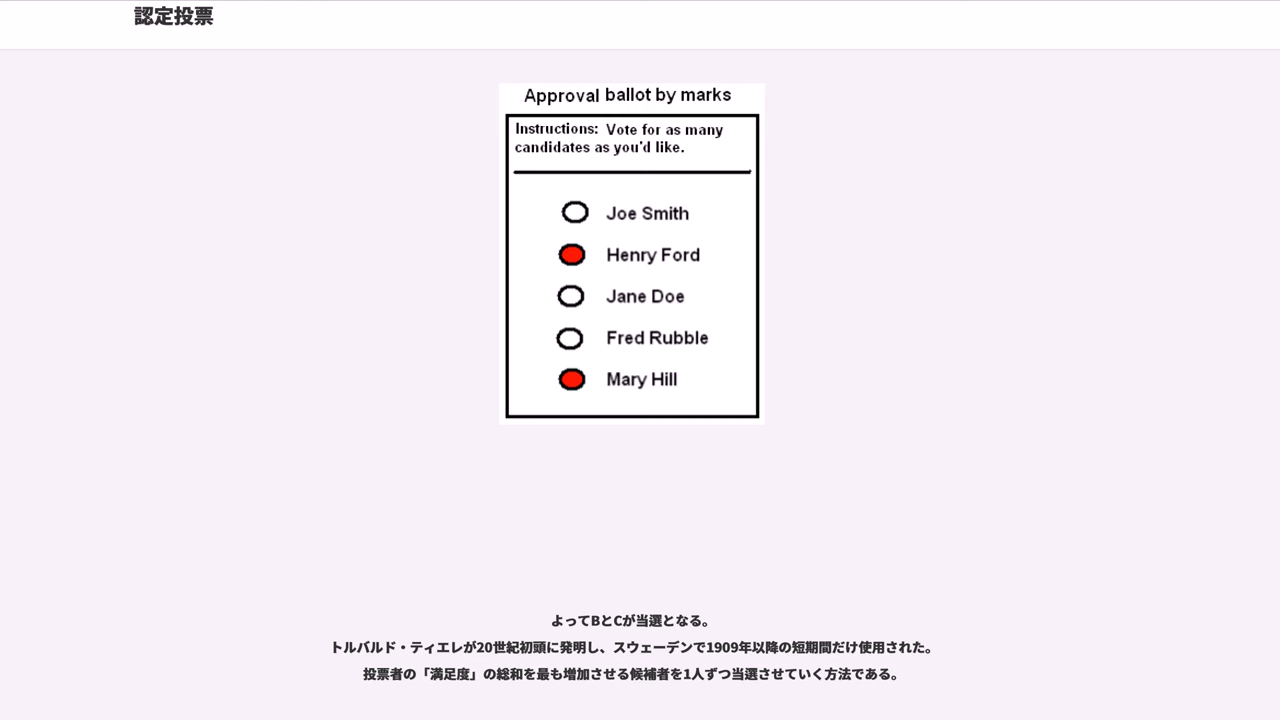 認定投票
Approval ballot by marks
Instructions: Vote for as many
candidates as you'd like.
Joe Smith
Henry Ford
Jane Doe
Fred Rubble
Mary Hill
よってBとCが当選となる。
トルバルド・ティエレが20世紀初頭に発明し、スウェーデンで1909年以降の短期間だけ使用された。
投票者の「満足度」の総和を最も増加させる候補者を1人ずつ当選させていく方法である。